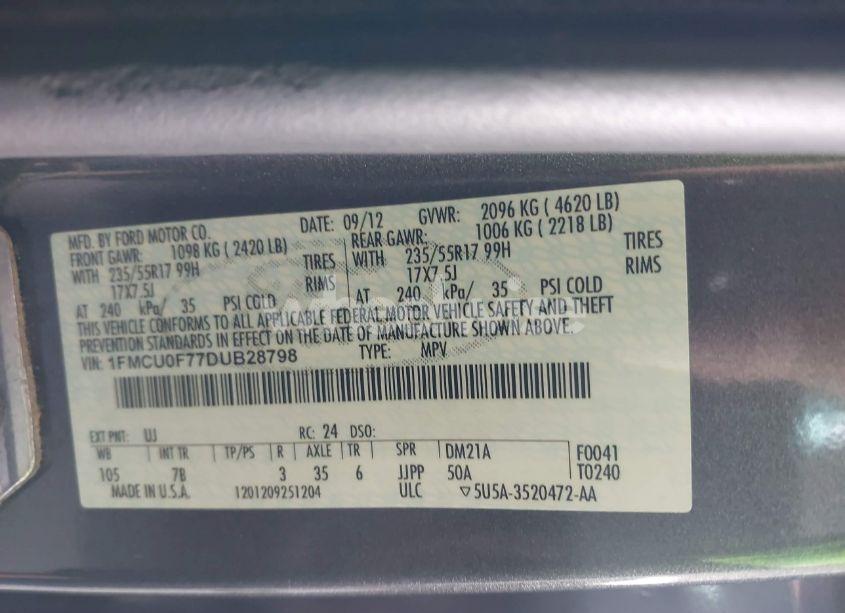 MFD. BY FORD MOTOR CO. DATE: 09/12 GVWR: 2096 KG ( 4620 LB)
FRONT GAWR: 1098 KG ( 2420 LB) REAR GAWR: 1006 KG ( 2218 LB)
WITH 235/55R17 99H TIRES WITH 235/55R17 99H TIRES
17X7.5J RIMS 17X7.5J RIMS
AT 240 kPa/ 35 PSI COLD AT 240 kPa/ 35 PSI COLD
THIS VEHICLE CONFORMS TO ALL APPLICABLE FEDERAL MOTOR VEHICLE SAFETY AND THEFT
PREVENTION STANDARDS IN EFFECT ON THE DATE OF MANUFACTURE SHOWN ABOVE.
VIN: 1FMCU0F77DUB28798 TYPE: MPV
EXT PNT: UJ RC: 24 DSO:
WB INT TR TP/PS R AXLE TR SPR DM21A F0041
105 7B 3 35 6 JJPP 50A T0240
MADE IN U.S.A. 1201209251204 ULC ▽5U5A-3520472-AA